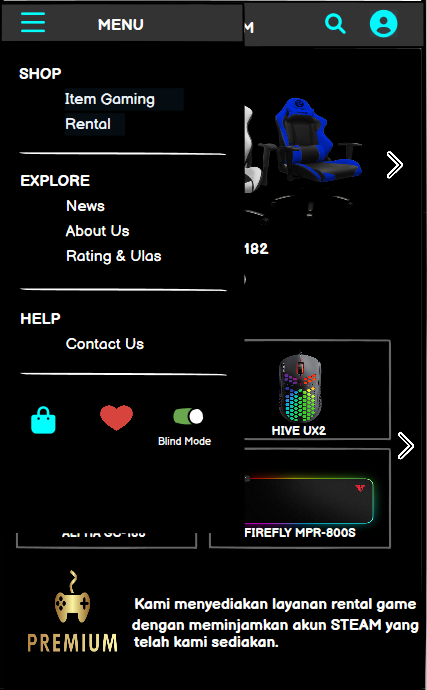 MENU
M
SHOP
Item Gaming
Rental
EXPLORE
News
About Us
Rating & Ulas
182
HELP
Contact Us
Blind Mode
HIVE UX2
FIREFLY MPR-800S
PREMIUM
Kami menyediakan layanan rental game
dengan meminjamkan akun STEAM yang
telah kami sediakan.